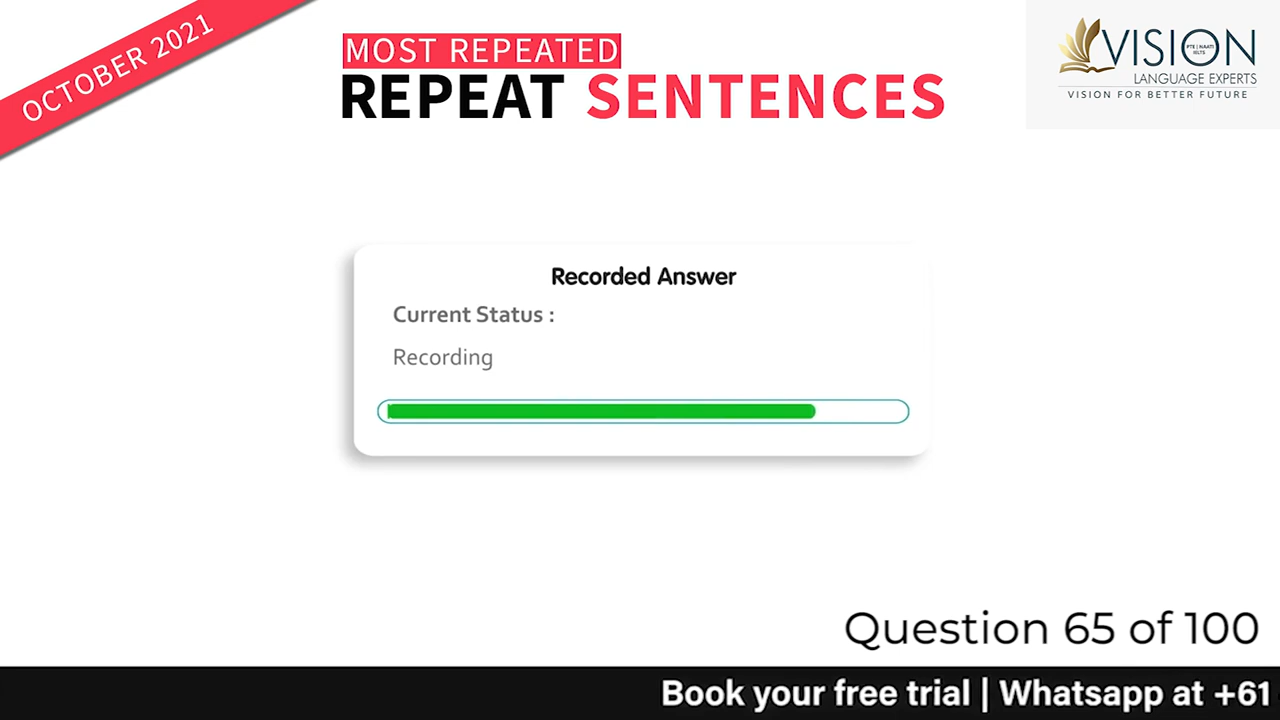 OCTOBER 2021
MOST REPEATED
REPEAT SENTENCES
VISION
PTE | NAATI
IELTS
LANGUAGE EXPERTS
VISION FOR BETTER FUTURE
Recorded Answer
Current Status :
Recording
Question 65 of 100
Book your free trial | Whatsapp at +61